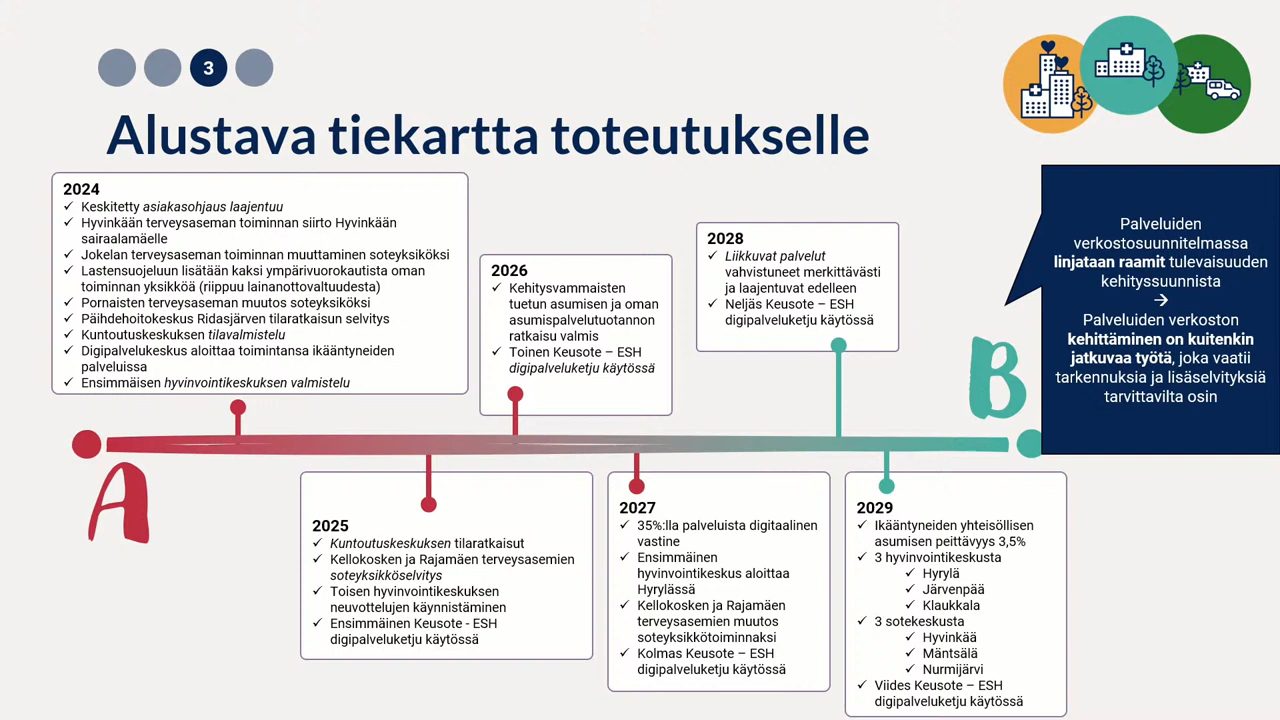 3
Alustava tiekartta toteutukselle
2024
✓ Keskitetty asiakasohjaus laajentuu
✓ Hyvinkään terveysaseman toiminnan siirto Hyvinkään
sairaalamäelle
✓ Jokelan terveysaseman toiminnan muuttaminen soteyksiköksi
✓ Lastensuojeluun lisätään kaksi ympärivuorokautista oman
toiminnan yksikköä (riippuu lainanottovaltuudesta)
✓ Pornaisten terveysaseman muutos soteyksiköksi
✓ Päihdehoitokeskus Ridasjärven tilaratkaisun selvitys
✓ Kuntoutuskeskuksen tilavalmistelu
✓ Digipalvelukeskus aloittaa toimintansa ikääntyneiden
palveluissa
✓ Ensimmäisen hyvinvointikeskuksen valmistelu
2026
✓ Kehitysvammaisten
tuetun asumisen ja oman
asumispalvelutuotannon
ratkaisu valmis
✓ Toinen Keusote – ESH
digipalveluketju käytössä
2028
✓ Liikkuvat palvelut
vahvistuneet merkittävästi
ja laajentuvat edelleen
✓ Neljäs Keusote – ESH
digipalveluketju käytössä
Palveluiden
verkostosuunnitelmassa
linjataan raamit tulevaisuuden
kehityssuunnista
→
Palveluiden verkoston
kehittäminen on kuitenkin
jatkuvaa työtä, joka vaatii
tarkennuksia ja lisäselvityksiä
tarvittavilta osin
B
A
2025
✓ Kuntoutuskeskuksen tilaratkaisut
✓ Kellokosken ja Rajamäen terveysasemien
soteyksikköselvitys
✓ Toisen hyvinvointikeskuksen
neuvottelujen käynnistäminen
✓ Ensimmäinen Keusote - ESH
digipalveluketju käytössä
2027
✓ 35%:lla palveluista digitaalinen
vastine
✓ Ensimmäinen
hyvinvointikeskus aloittaa
Hyrylässä
✓ Kellokosken ja Rajamäen
terveysasemien muutos
soteyksikkötoiminnaksi
✓ Kolmas Keusote – ESH
digipalveluketju käytössä
2029
✓ Ikääntyneiden yhteisöllisen
asumisen peittävyys 3,5%
✓ 3 hyvinvointikeskusta
✓ Hyrylä
✓ Järvenpää
✓ Klaukkala
✓ 3 sotekeskusta
✓ Hyvinkää
✓ Mäntsälä
✓ Nurmijärvi
✓ Viides Keusote – ESH
digipalveluketju käytössä